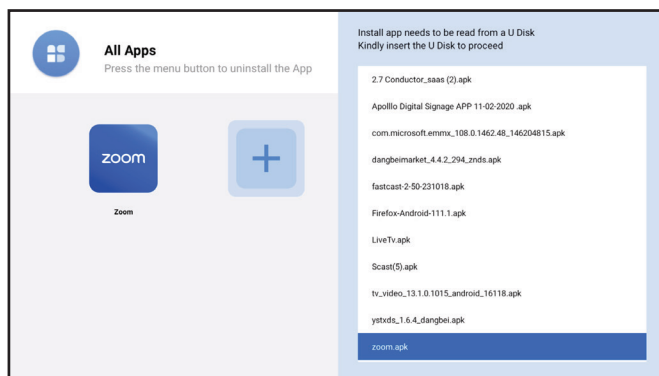 All Apps
Press the menu button to uninstall the App
zoom
Zoom
Install app needs to be read from a U Disk
Kindly insert the U Disk to proceed
2.7 Conductor_saas (2).apk
Apolllo Digital Signage APP 11-02-2020 .apk
com.microsoft.emmx_108.0.1462.48_146204815.apk
dangbeimarket_4.4.2_294_znds.apk
fastcast-2-50-231018.apk
Firefox-Android-111.1.apk
LiveTv.apk
Scast(5).apk
tv_video_13.1.0.1015_android_16118.apk
ystxds_1.6.4_dangbei.apk
zoom.apk